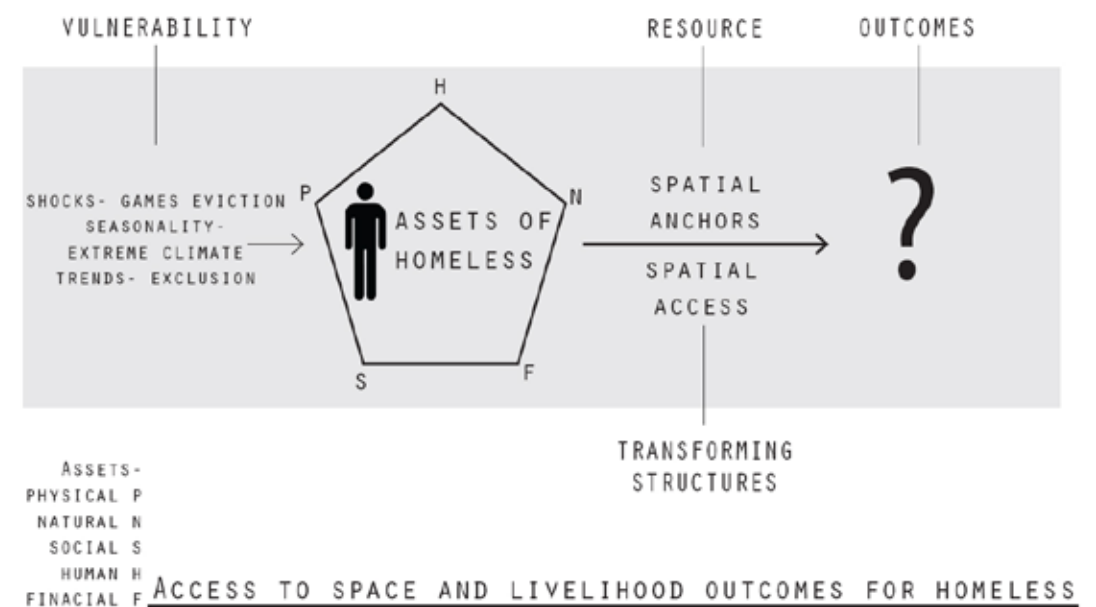 VULNERABILITY
RESOURCE
OUTCOMES
SHOCKS- GAMES EVICTION
SEASONALITY-
EXTREME CLIMATE
TRENDS- EXCLUSION
H
P
N
S
F
ASSETS OF
HOMELESS
SPATIAL
ANCHORS
SPATIAL
ACCESS
?
TRANSFORMING
STRUCTURES
ASSETS-
PHYSICAL P
NATURAL N
SOCIAL S
HUMAN H
FINACIAL F
ACCESS TO SPACE AND LIVELIHOOD OUTCOMES FOR HOMELESS